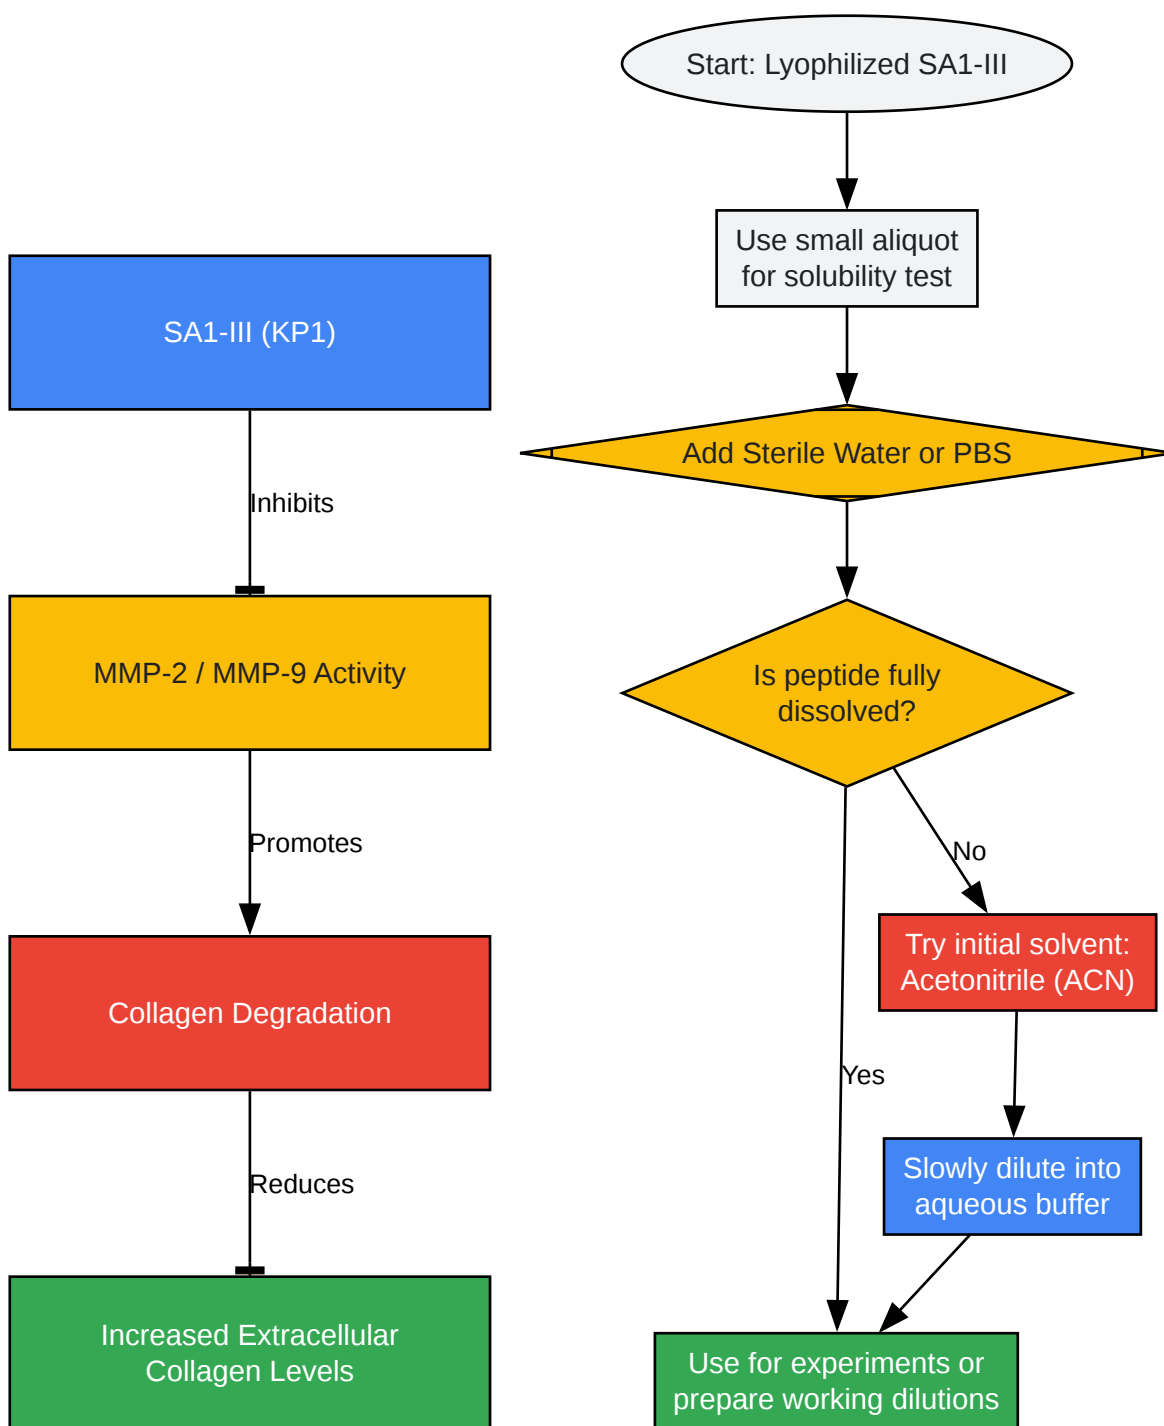 SA1-III (KP1)
Inhibits
MMP-2 / MMP-9 Activity
Promotes
Collagen Degradation
Reduces
Increased Extracellular
Collagen Levels
Start: Lyophilized SA1-III
Use small aliquot
for solubility test
Add Sterile Water or PBS
Is peptide fully
dissolved?
No
Try initial solvent:
Acetonitrile (ACN)
Yes
Slowly dilute into
aqueous buffer
Use for experiments or
prepare working dilutions